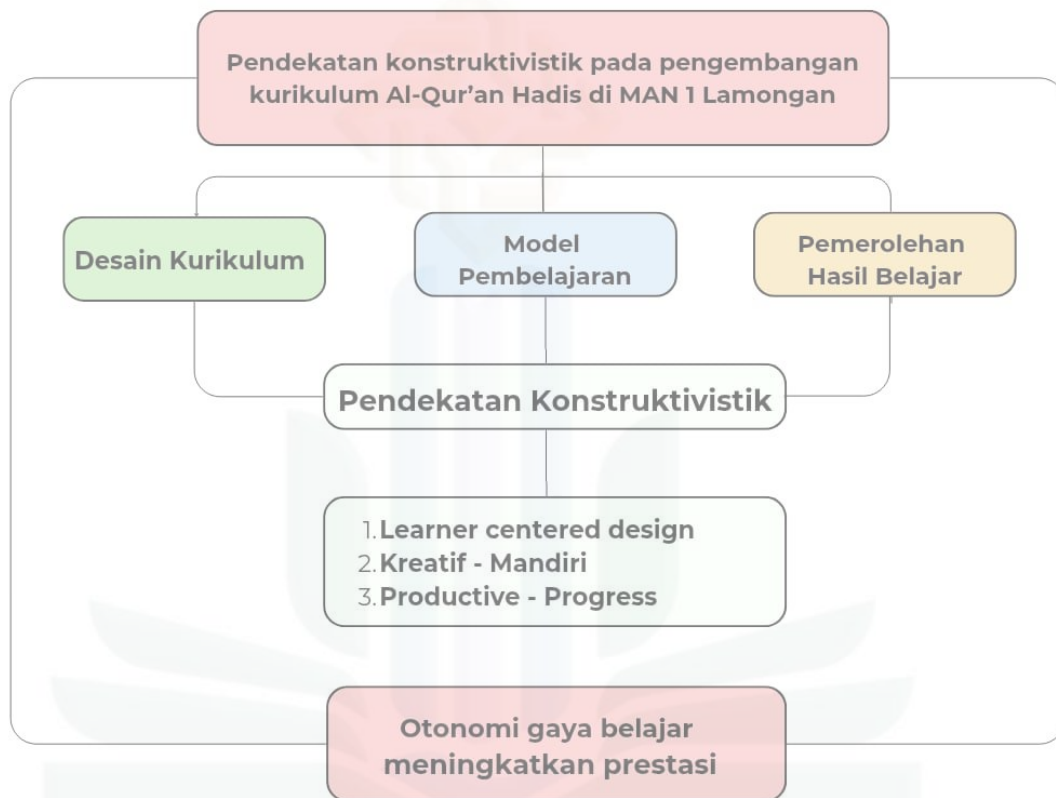 Pendekatan konstruktivistik pada pengembangan
kurikulum Al-Qur'an Hadis di MAN 1 Lamongan
Desain Kurikulum
Model
Pembelajaran
Pemerolehan
Hasil Belajar
Pendekatan Konstruktivistik
1. Learner centered design
2. Kreatif - Mandiri
3. Productive - Progress
Otonomi gaya belajar
meningkatkan prestasi